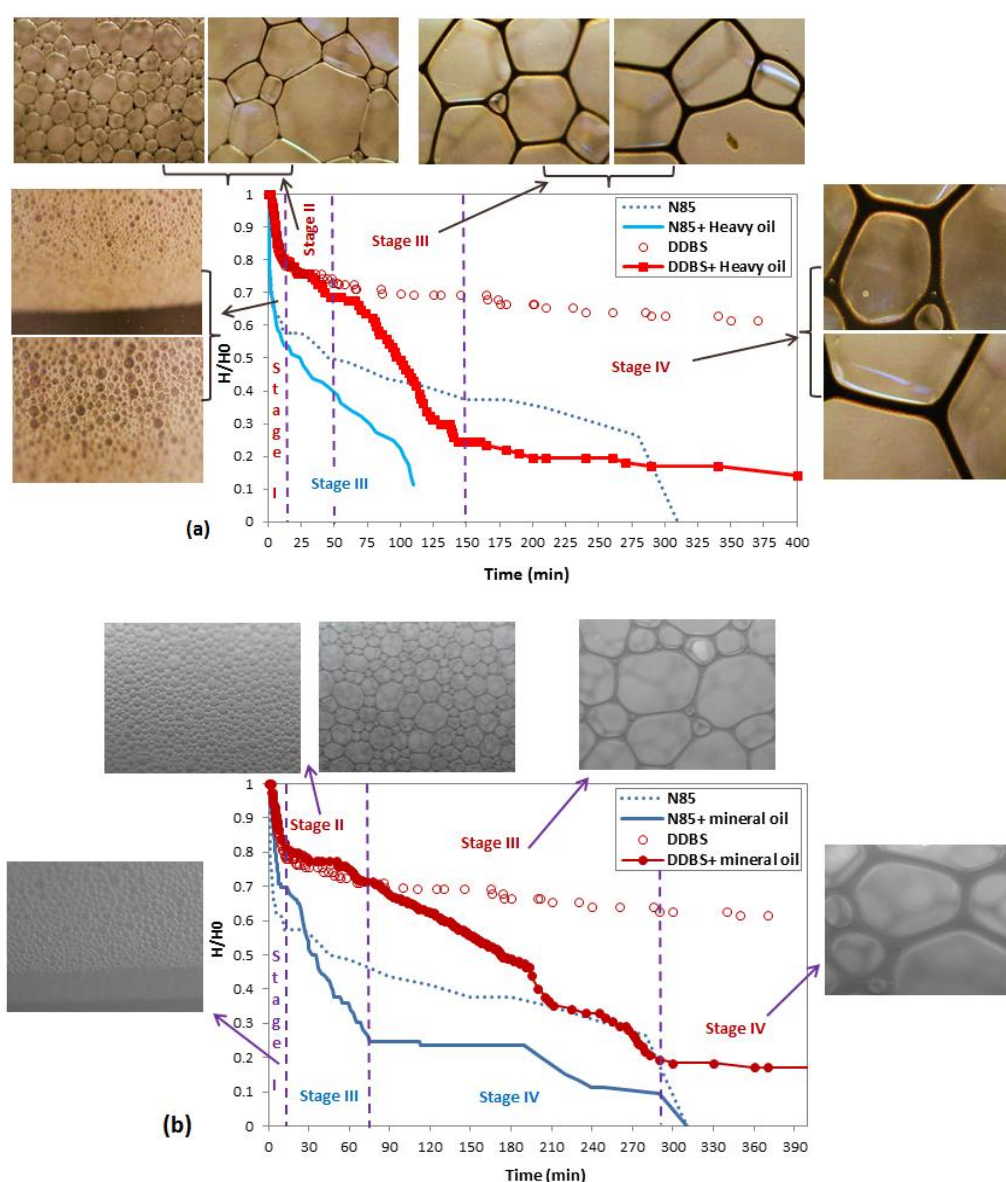 Stage II
Stage III
N85
N85+ Heavy oil
DDBS
DDBS+ Heavy oil
1
0.9
0.8
0.7
0.6
0.5
0.4
0.3
0.2
0.1
0
H/H0
Stage I
Stage III
Stage IV
0 25 50 75 100 125 150 175 200 225 250 275 300 325 350 375 400
(a)
Time (min)
Stage II
Stage III
N85
N85+ mineral oil
DDBS
DDBS+ mineral oil
1
0.9
0.8
0.7
0.6
0.5
0.4
0.3
0.2
0.1
0
H/H0
Stage I
Stage III
Stage IV
Stage IV
0 30 60 90 120 150 180 210 240 270 300 330 360 390
(b)
Time (min)